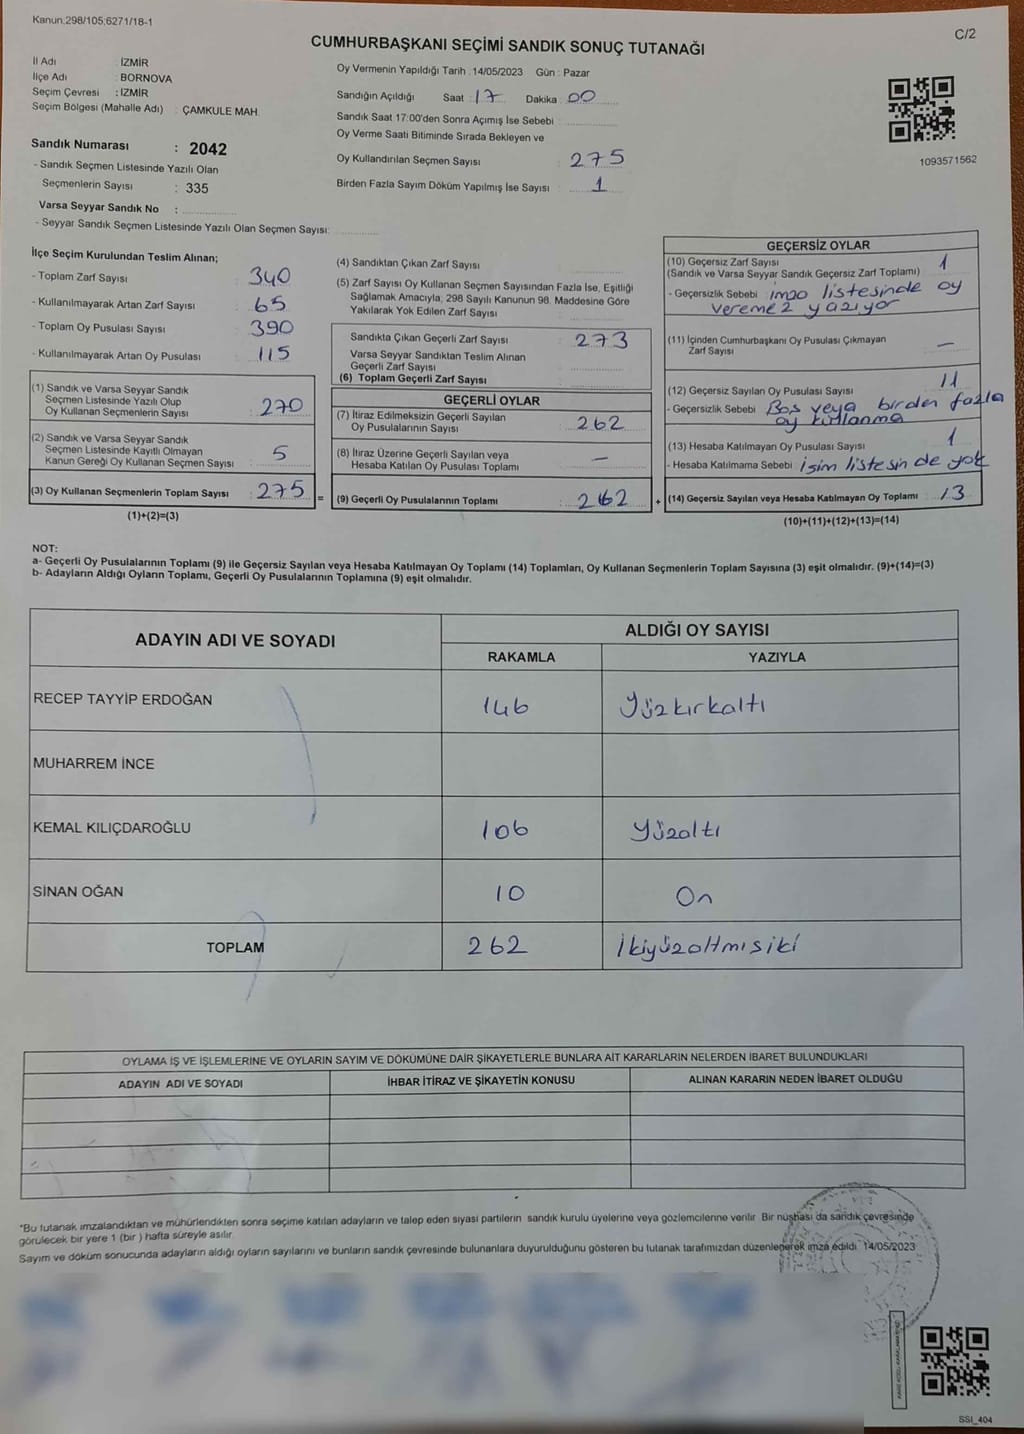 Kanun.298/105;6271/18-1
C/2
CUMHURBAŞKANI SEÇİMİ SANDIK SONUÇ TUTANAĞI
İl Adı : İZMİR
İlçe Adı : BORNOVA
Seçim Çevresi : İZMİR
Seçim Bölgesi (Mahalle Adı) : ÇAMKULE MAH.
Sandık Numarası : 2042
- Sandık Seçmen Listesinde Yazılı Olan
Seçmenlerin Sayısı : 335
Varsa Seyyar Sandık No :
- Seyyar Sandık Seçmen Listesinde Yazılı Olan Seçmen Sayısı:
Oy Vermenin Yapıldığı Tarih : 14/05/2023 Gün : Pazar
Sandığın Açıldığı Saat : 17 Dakika : 00
Sandık Saat 17:00'den Sonra Açımış İse Sebebi :
Oy Verme Saati Bitiminde Sırada Bekleyen ve
Oy Kullandırılan Seçmen Sayısı : 275
Birden Fazla Sayım Döküm Yapılmış İse Sayısı : 1
1093571562
İlçe Seçim Kurulundan Teslim Alınan;
- Toplam Zarf Sayısı : 340
- Kullanılmayarak Artan Zarf Sayısı : 65
- Toplam Oy Pusulası Sayısı : 390
- Kullanılmayarak Artan Oy Pusulası : 115
(1) Sandık ve Varsa Seyyar Sandık
Seçmen Listesinde Yazılı Olup
Oy Kullanan Seçmenlerin Sayısı : 270
(2) Sandık ve Varsa Seyyar Sandık
Seçmen Listesinde Kayıtlı Olmayan
Kanun Gereği Oy Kullanan Seçmen Sayısı : 5
(3) Oy Kullanan Seçmenlerin Toplam Sayısı : 275 =
(1)+(2)=(3)
(4) Sandıktan Çıkan Zarf Sayısı :
(5) Zarf Sayısı Oy Kullanan Seçmen Sayısından Fazla İse, Eşitliği
Sağlamak Amacıyla, 298 Sayılı Kanunun 98. Maddesine Göre
Yakılarak Yok Edilen Zarf Sayısı :
Sandıkta Çıkan Geçerli Zarf Sayısı : 273
Varsa Seyyar Sandıktan Teslim Alınan
Geçerli Zarf Sayısı :
(6) Toplam Geçerli Zarf Sayısı :
GEÇERLİ OYLAR
(7) İtiraz Edilmeksizin Geçerli Sayılan
Oy Pusulalarının Sayısı : 262
(8) İtiraz Üzerine Geçerli Sayılan veya
Hesaba Katılan Oy Pusulası Toplamı : —
(9) Geçerli Oy Pusulalarının Toplamı : 262 +
GEÇERSİZ OYLAR
(10) Geçersiz Zarf Sayısı : 1
(Sandık ve Varsa Seyyar Sandık Geçersiz Zarf Toplamı)
- Geçersizlik Sebebi imza listesinde oy
veremez yazıyor
(11) İçinden Cumhurbaşkanı Oy Pusulası Çıkmayan
Zarf Sayısı : —
(12) Geçersiz Sayılan Oy Pusulası Sayısı : 11
- Geçersizlik Sebebi Boş veya birden fazla
oy kullanma
(13) Hesaba Katılmayan Oy Pusulası Sayısı : 1
- Hesaba Katılmama Sebebi isim listesinde yok
(14) Geçersiz Sayılan veya Hesaba Katılmayan Oy Toplamı : 13
(10)+(11)+(12)+(13)=(14)
NOT:
a- Geçerli Oy Pusulalarının Toplamı (9) ile Geçersiz Sayılan veya Hesaba Katılmayan Oy Toplamı (14) Toplamları, Oy Kullanan Seçmenlerin Toplam Sayısına (3) eşit olmalıdır. (9)+(14)=(3)
b- Adayların Aldığı Oyların Toplamı, Geçerli Oy Pusulalarının Toplamına (9) eşit olmalıdır.
ADAYIN ADI VE SOYADI ALDIĞI OY SAYISI
RAKAMLA YAZIYLA
RECEP TAYYİP ERDOĞAN 146 Yüzkırkaltı
MUHARREM İNCE
KEMAL KILIÇDAROĞLU 106 Yüzaltı
SİNAN OĞAN 10 On
TOPLAM 262 İkiyüzaltmışiki
OYLAMA İŞ VE İŞLEMLERİNE VE OYLARIN SAYIM VE DÖKÜMÜNE DAİR ŞİKAYETLERLE BUNLARA AİT KARARLARIN NELERDEN İBARET BULUNDUKLARI
ADAYIN ADI VE SOYADI İHBAR İTİRAZ VE ŞİKAYETİN KONUSU ALINAN KARARIN NEDEN İBARET OLDUĞU
*Bu tutanak imzalandıktan ve mühürlendikten sonra seçime katılan adayların ve talep eden siyasi partilerin sandık kurulu üyelerine veya gözlemcilerine verilir. Bir nüshası da sandık çevresinde
görülecek bir yere 1 (bir ) hafta süreyle asılır.
Sayım ve döküm sonucunda adayların aldığı oyların sayılarını ve bunların sandık çevresinde bulunanlara duyurulduğunu gösteren bu tutanak tarafımızdan düzenlenerek imza edildi. 14/05/2023
SSİ_404